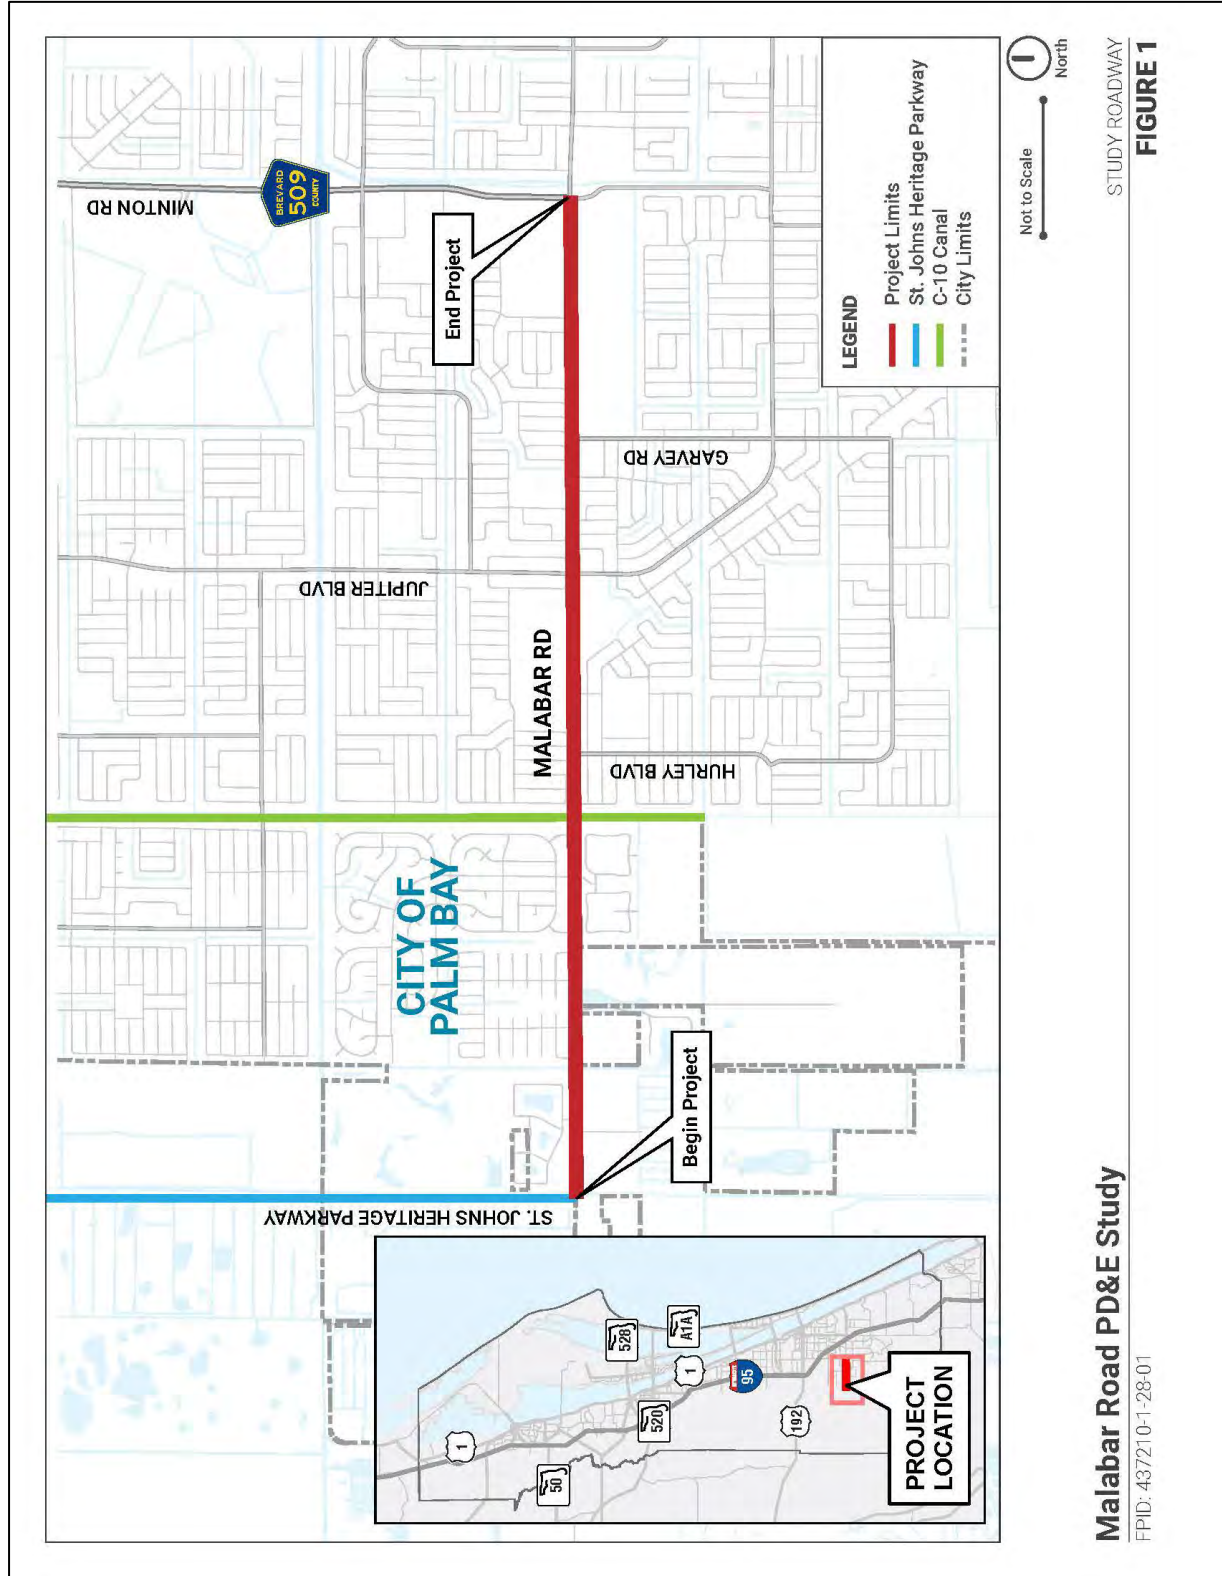 MINTON RD
BREVARD
509
COUNTY
End Project
JUPITER BLVD
GARVEY RD
MALABAR RD
HURLEY BLVD
CITY OF
PALM BAY
Begin Project
ST. JOHNS HERITAGE PARKWAY
1
50
528
A1A
1
520
95
192
PROJECT
LOCATION
LEGEND
Project Limits
St. Johns Heritage Parkway
C-10 Canal
City Limits
Not to Scale
North
Malabar Road PD&E Study
FPID: 437210-1-28-01
STUDY ROADWAY
FIGURE 1